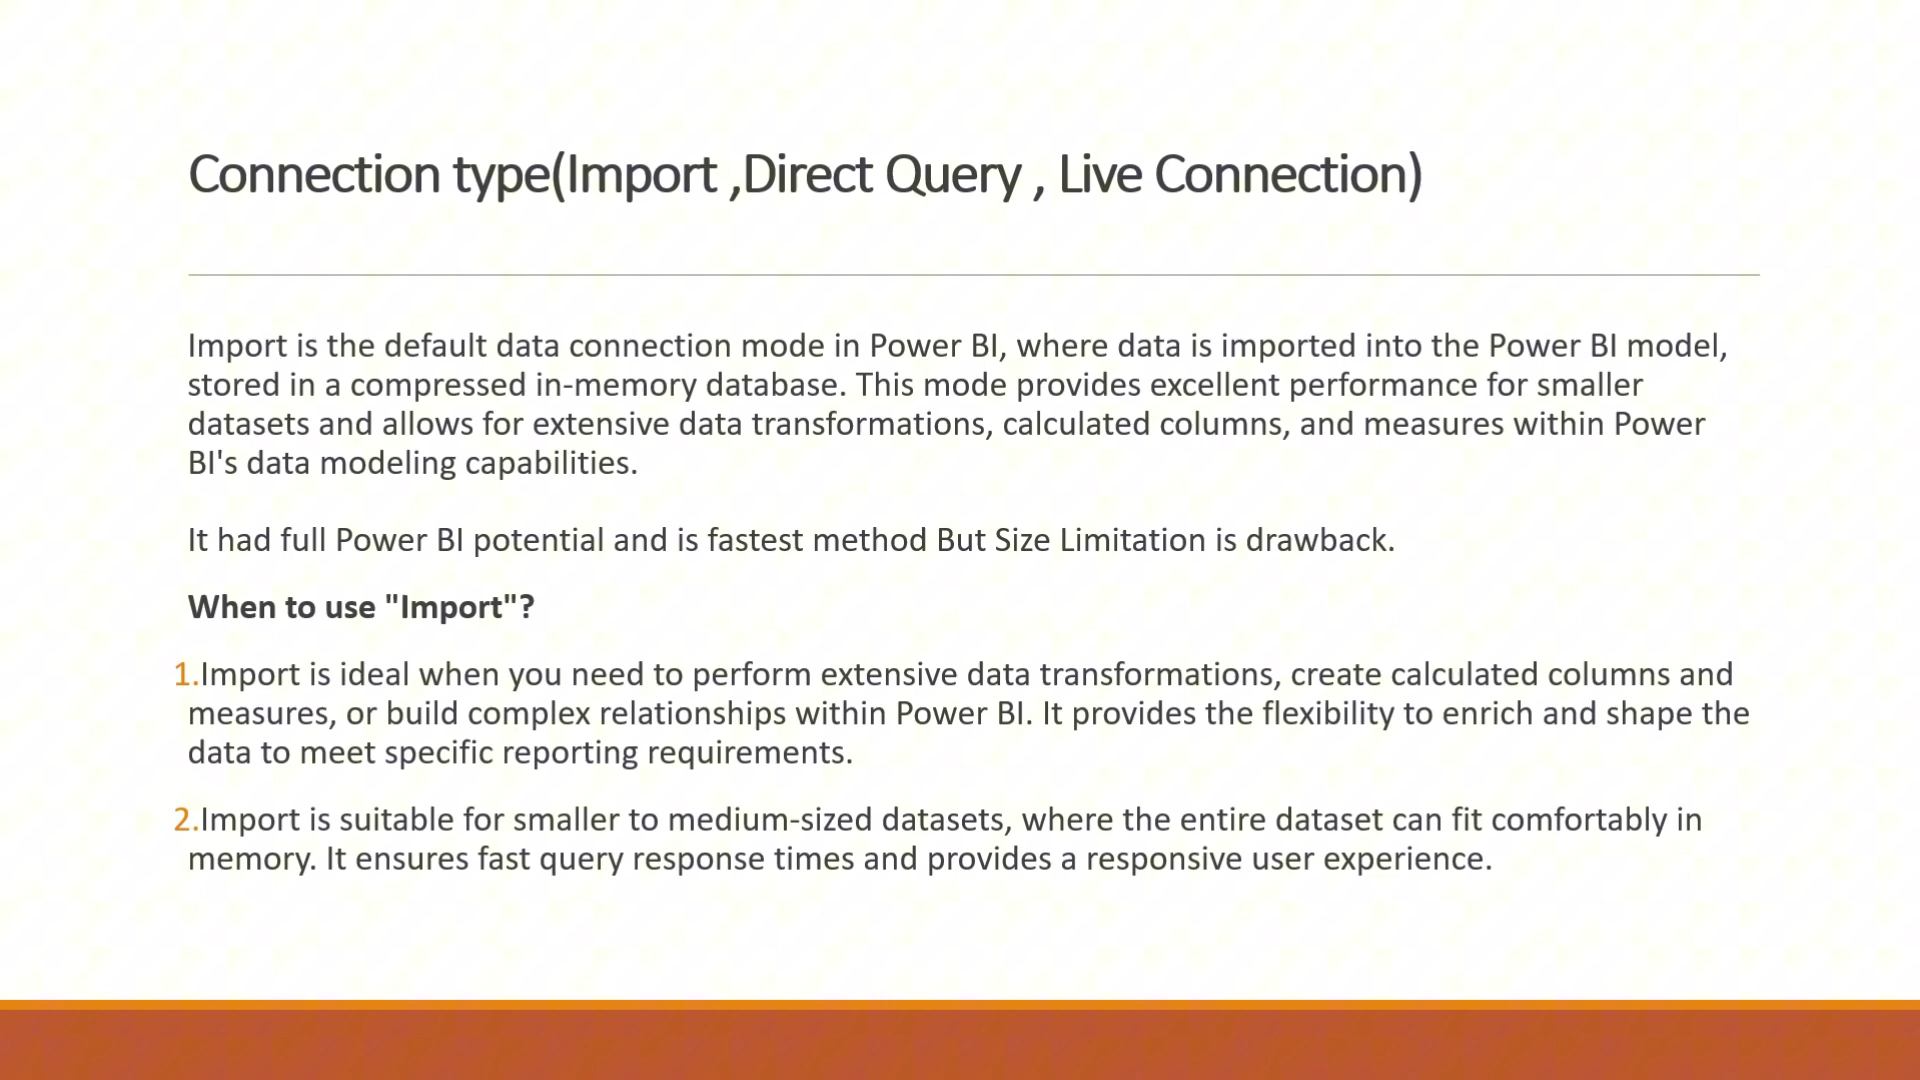 Connection type(Import ,Direct Query , Live Connection)
Import is the default data connection mode in Power BI, where data is imported into the Power BI model,
stored in a compressed in-memory database. This mode provides excellent performance for smaller
datasets and allows for extensive data transformations, calculated columns, and measures within Power
BI's data modeling capabilities.
It had full Power BI potential and is fastest method But Size Limitation is drawback.
When to use "Import"?
1.Import is ideal when you need to perform extensive data transformations, create calculated columns and
measures, or build complex relationships within Power BI. It provides the flexibility to enrich and shape the
data to meet specific reporting requirements.
2.Import is suitable for smaller to medium-sized datasets, where the entire dataset can fit comfortably in
memory. It ensures fast query response times and provides a responsive user experience.